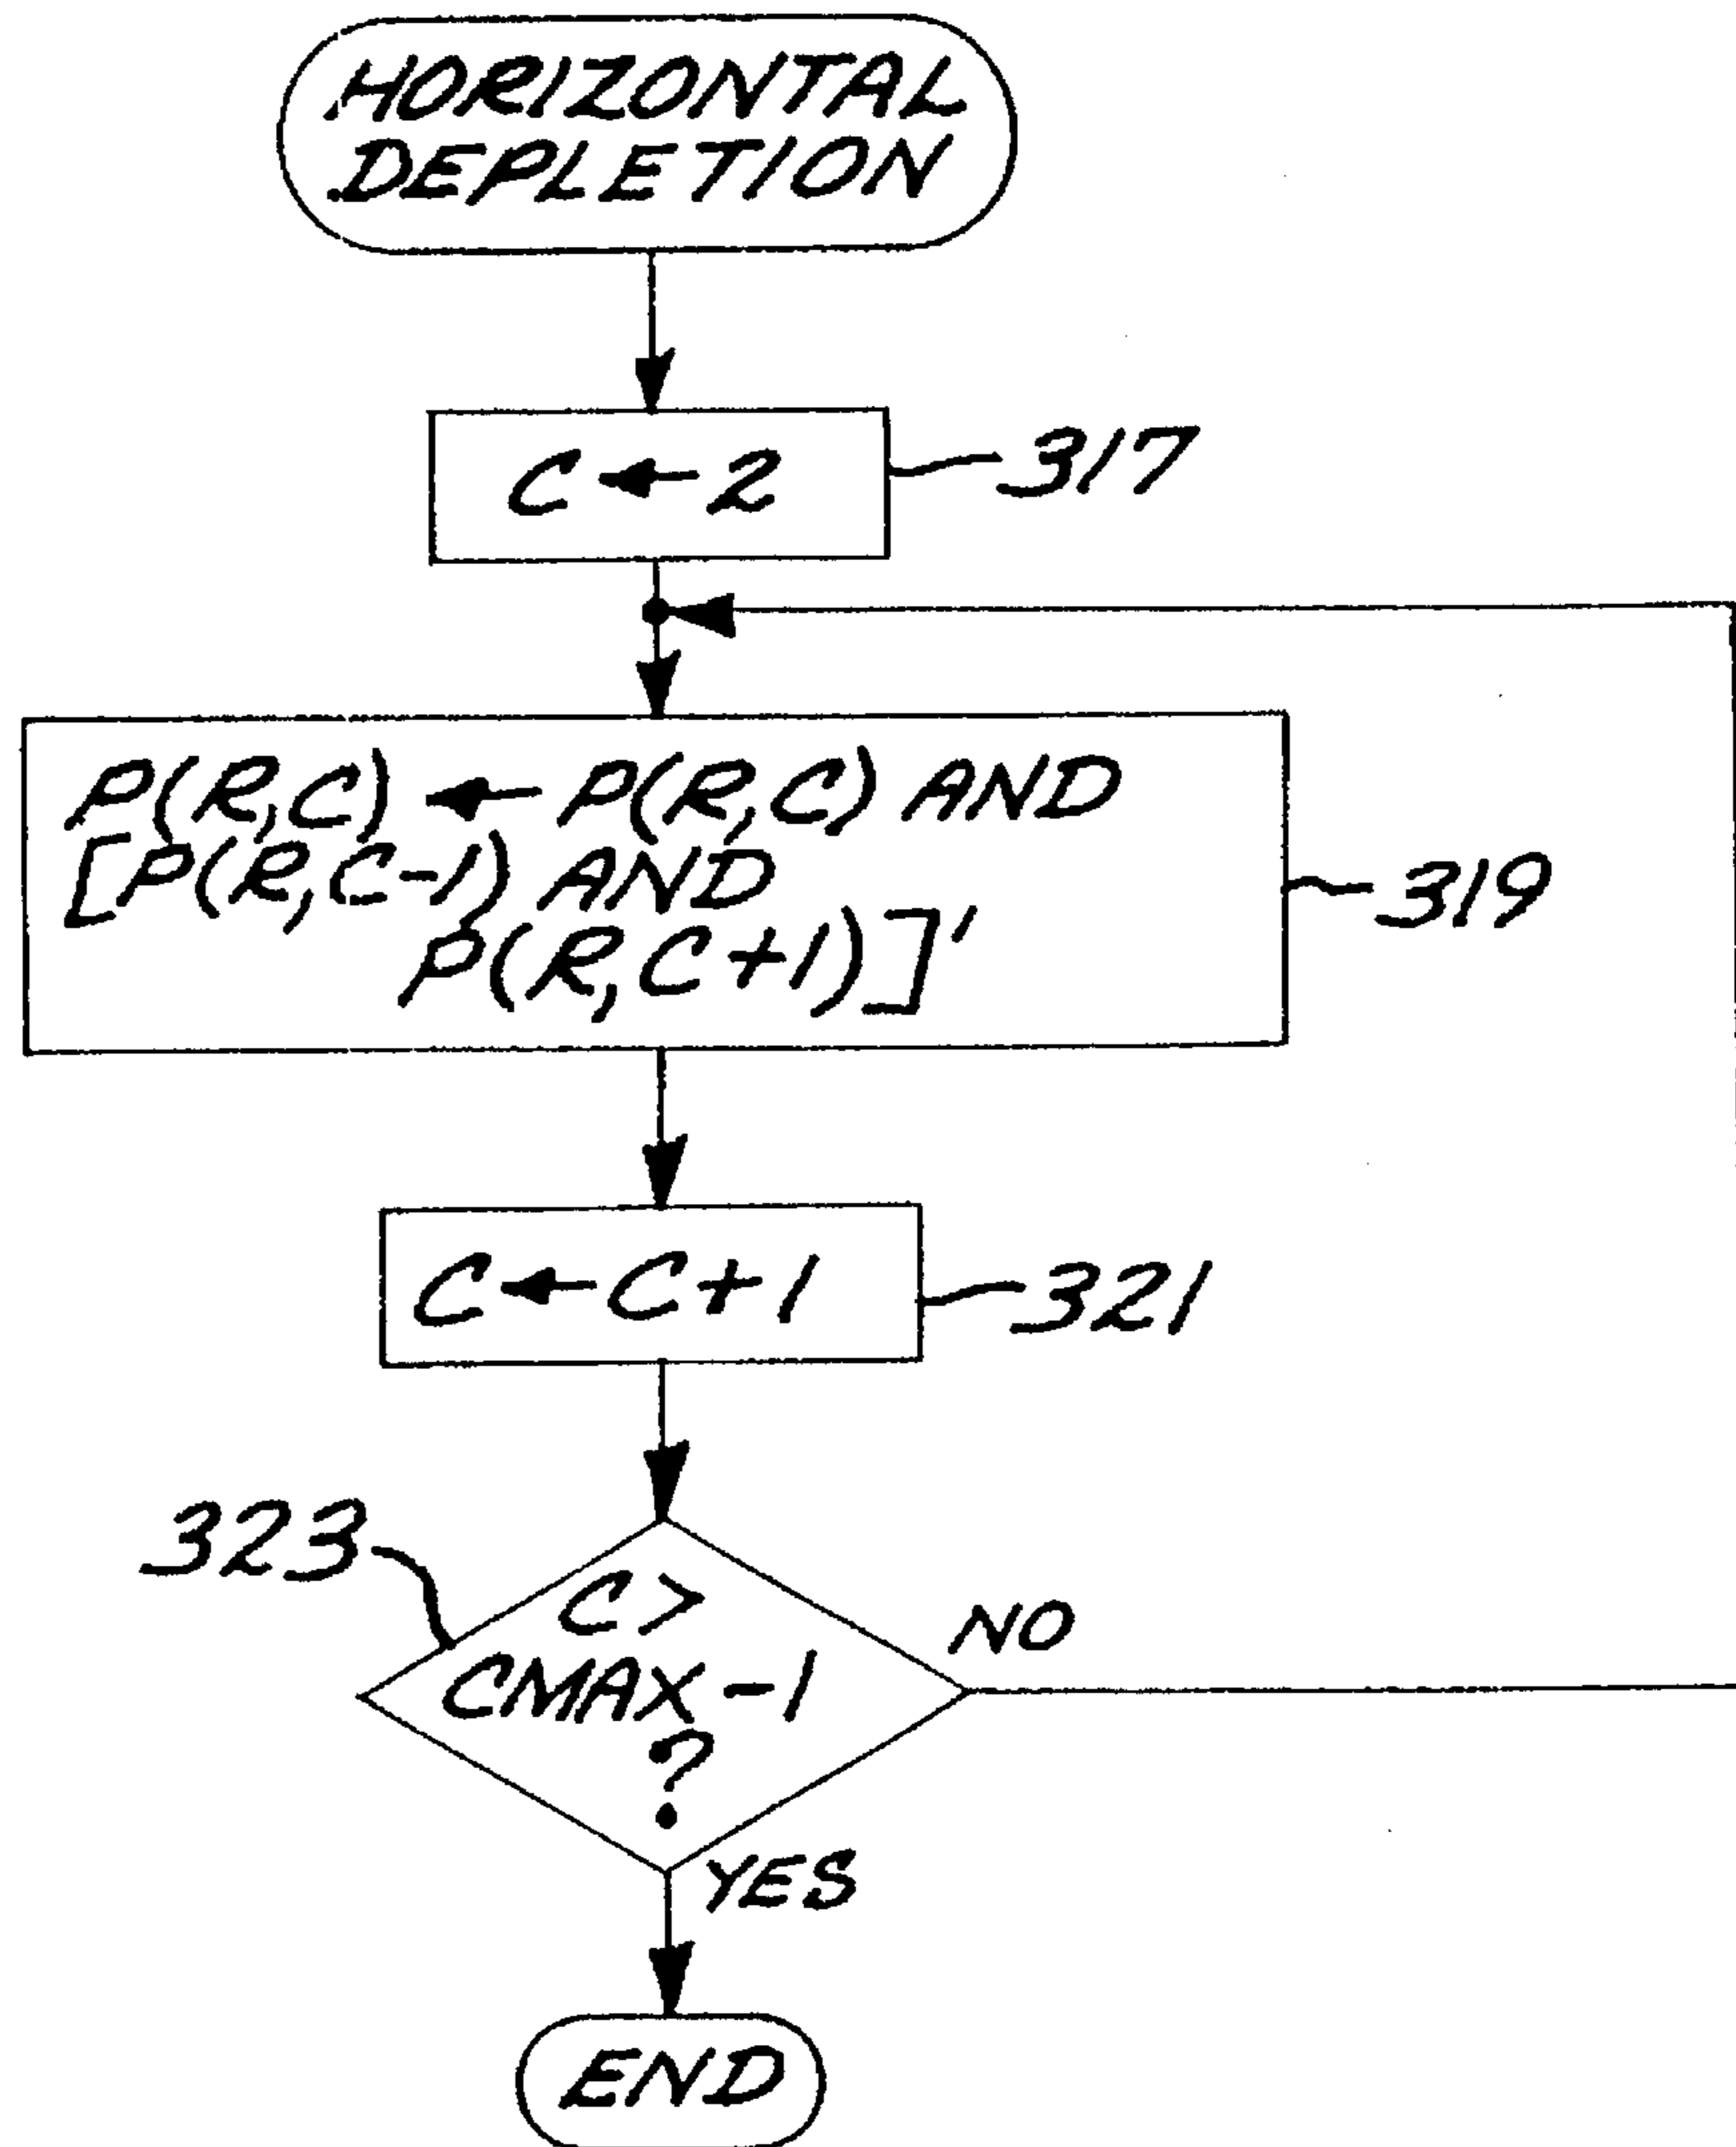 HORIZONTAL
DEPLETION
C ← 2
317
P(R,C) ← P(R,C) AND
[P(R,C-1) AND
P(R,C+1)]'
319
C ← C+1
321
323
C>
CMAX-1
?
NO
YES
END